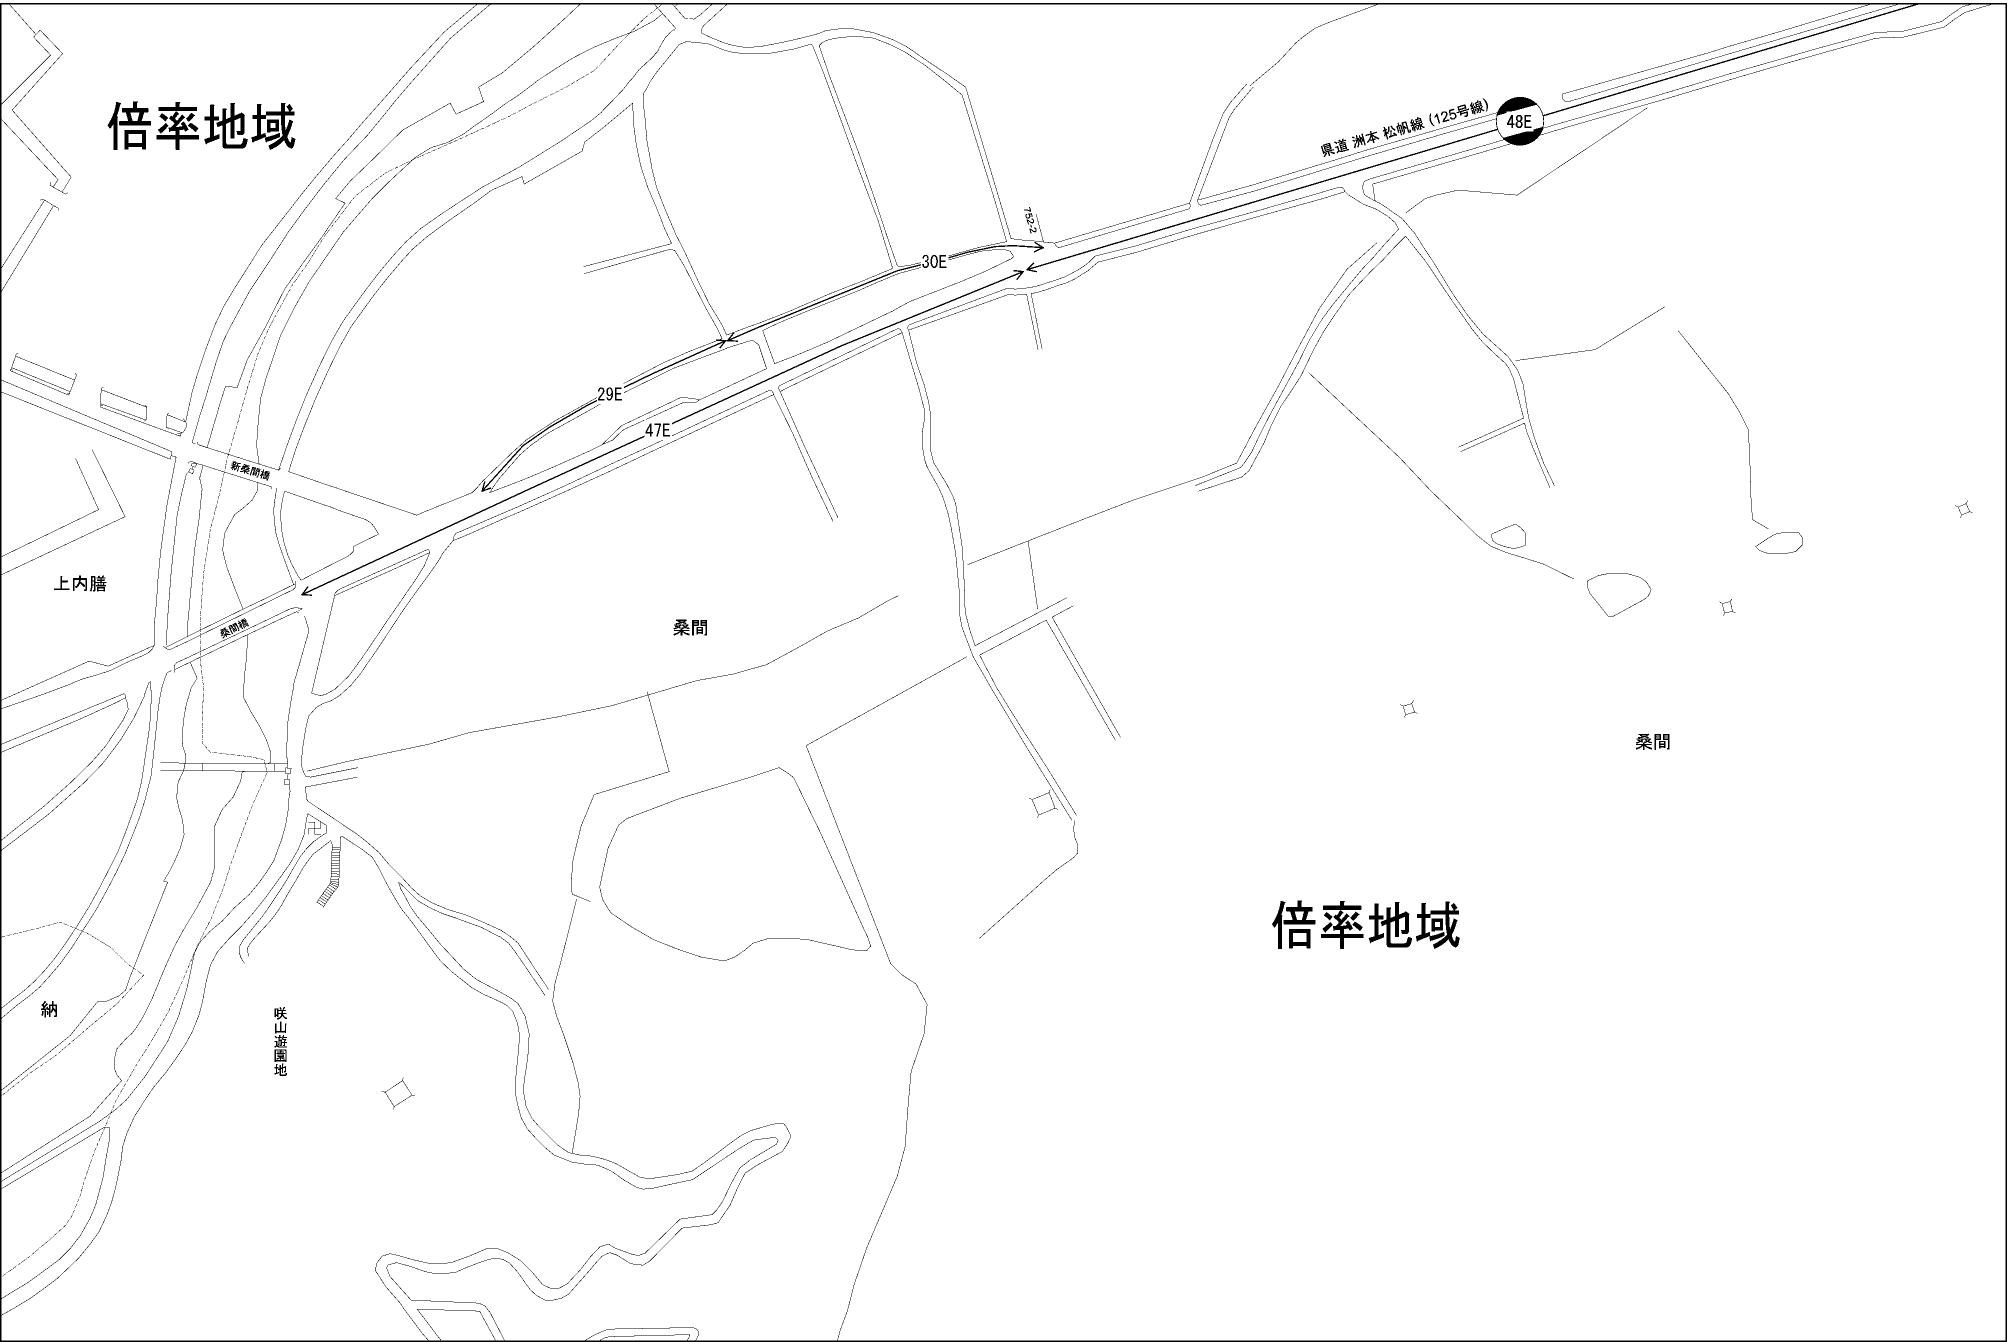 倍率地域
県道 洲本 松帆線 (125号線)
48E
752-2
30E
29E
47E
新桑間橋
上内膳
桑間橋
桑間
桑間
倍率地域
納
咲山遊園地